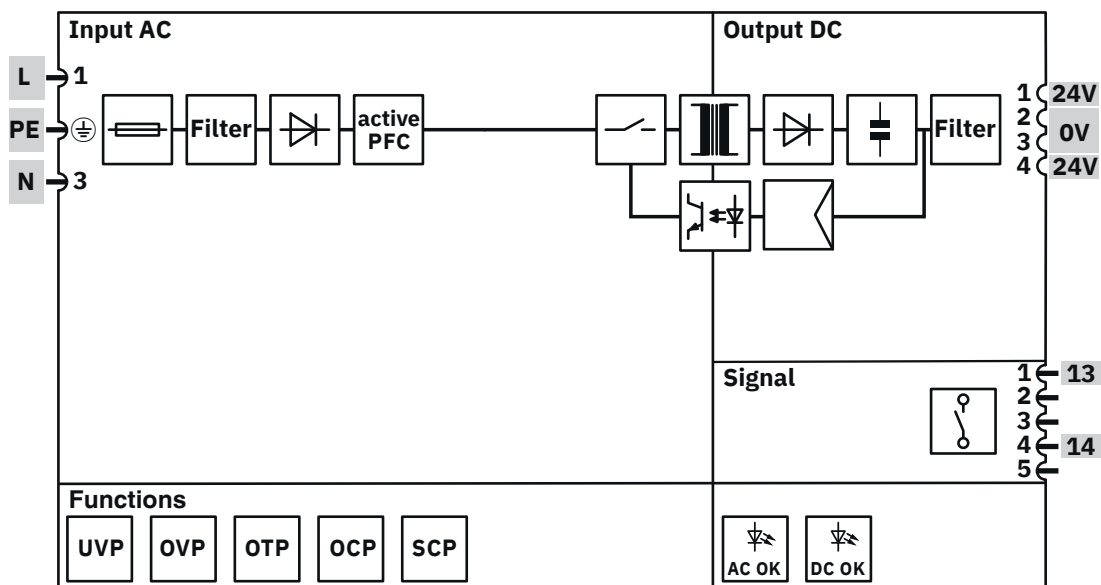 Input AC
Output DC
L
1
PE
N
3
Filter
active
PFC
Filter
1
24V
2
0V
3
4
24V
Signal
1
13
2
3
4
14
5
Functions
UVP
OVP
OTP
OCP
SCP
AC OK
DC OK